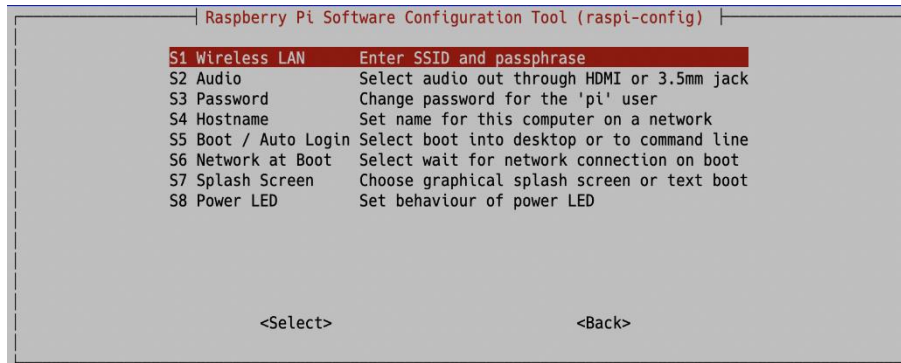 Raspberry Pi Software Configuration Tool (raspi-config)
S1 Wireless LAN Enter SSID and passphrase
S2 Audio Select audio out through HDMI or 3.5mm jack
S3 Password Change password for the 'pi' user
S4 Hostname Set name for this computer on a network
S5 Boot / Auto Login Select boot into desktop or to command line
S6 Network at Boot Select wait for network connection on boot
S7 Splash Screen Choose graphical splash screen or text boot
S8 Power LED Set behaviour of power LED
<Select> <Back>